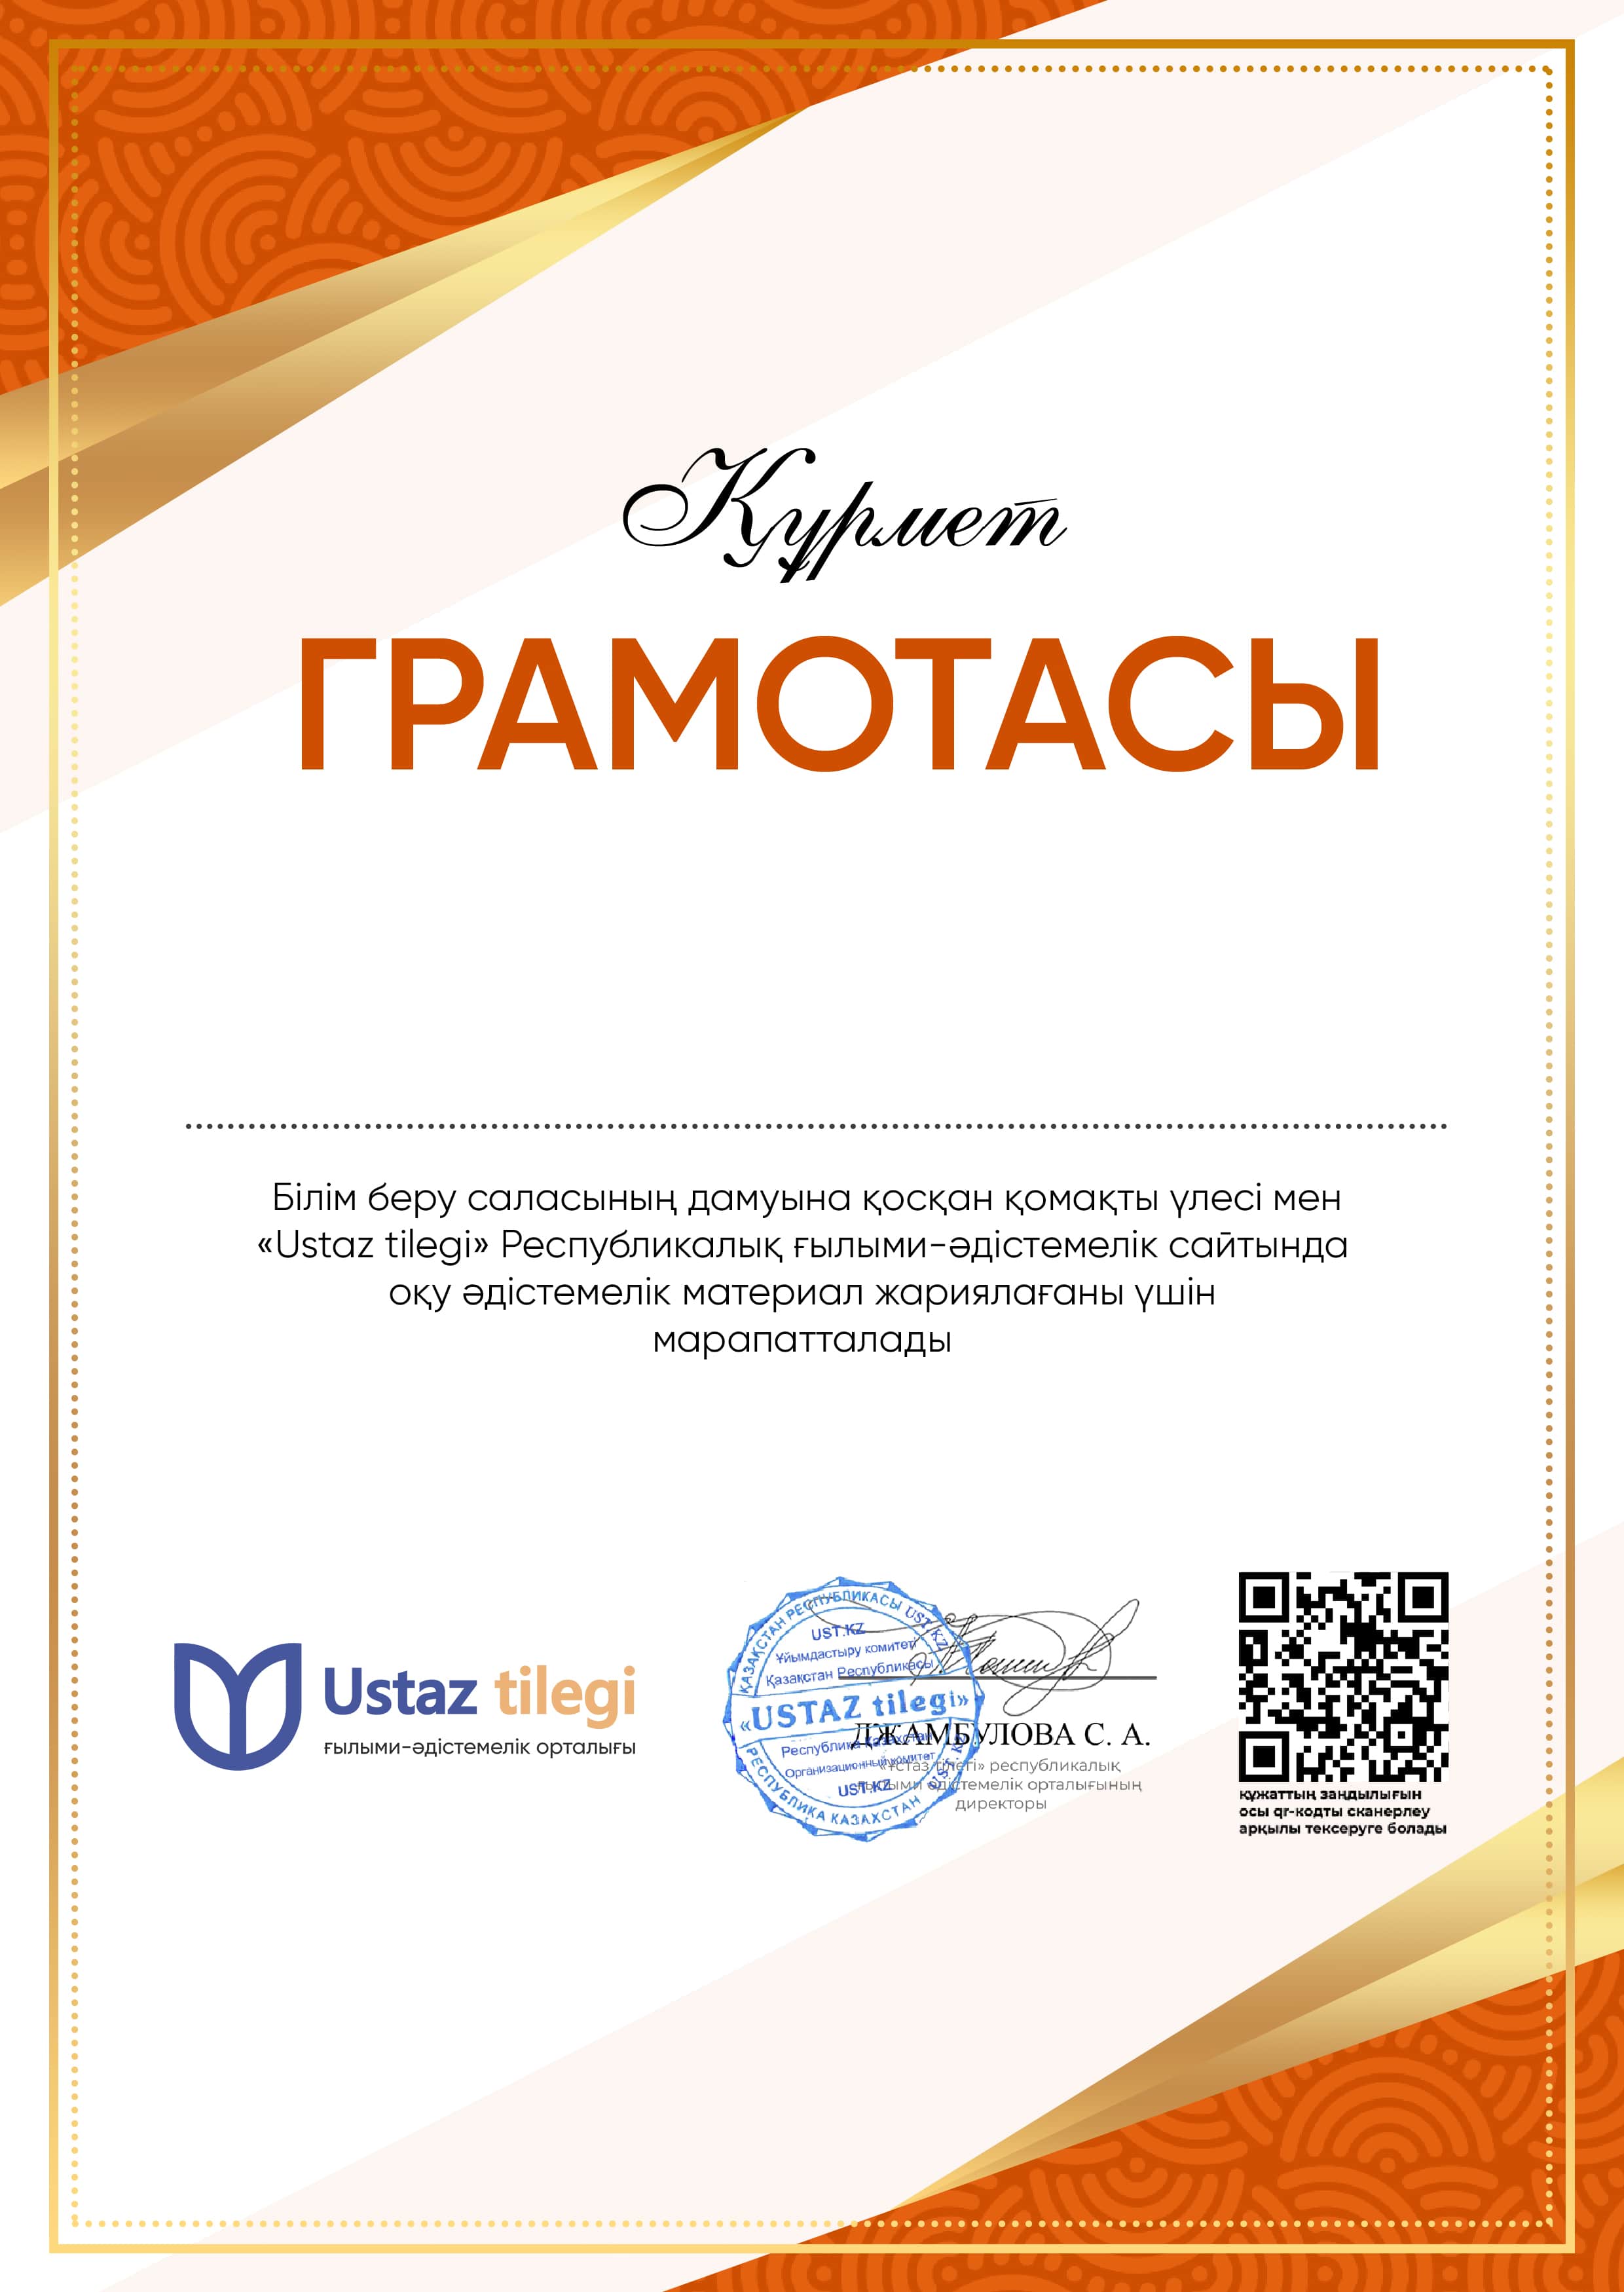 Құрмет
ГРАМОТАСЫ
Білім беру саласының дамуына қосқан қомақты үлесі мен
«Ustaz tilegi» Республикалық ғылыми-әдістемелік сайтында
оқу әдістемелік материал жариялағаны үшін
марапатталады
Ustaz tilegi
ғылыми-әдістемелік орталығы
ҚАЗАҚСТАН РЕСПУБЛИКАСЫ UST.KZ
UST.KZ
Ұйымдастыру комитеті
Қазақстан Республикасы
«USTAZ tilegi»
Республика Казахстан
Организационный комитет
UST.KZ
РЕСПУБЛИКА КАЗАХСТАН UST.KZ
ДЖАМБУЛОВА С. А.
«Ұстаз тілегі» республикалық
ғылыми әдістемелік орталығының
директоры
құжаттың заңдылығын
осы qr-кодты сканерлеу
арқылы тексеруге болады